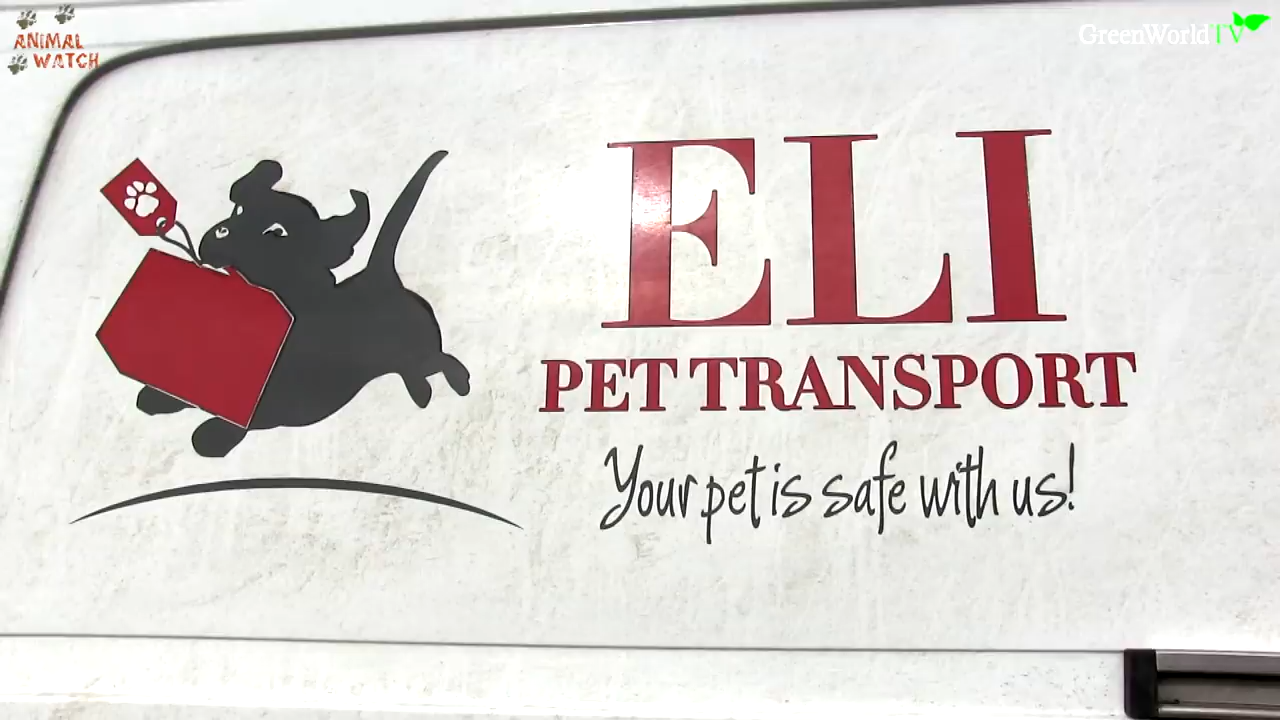 ANIMAL
WATCH
GreenWorldTV
ELI
PET TRANSPORT
Your pet is safe with us!